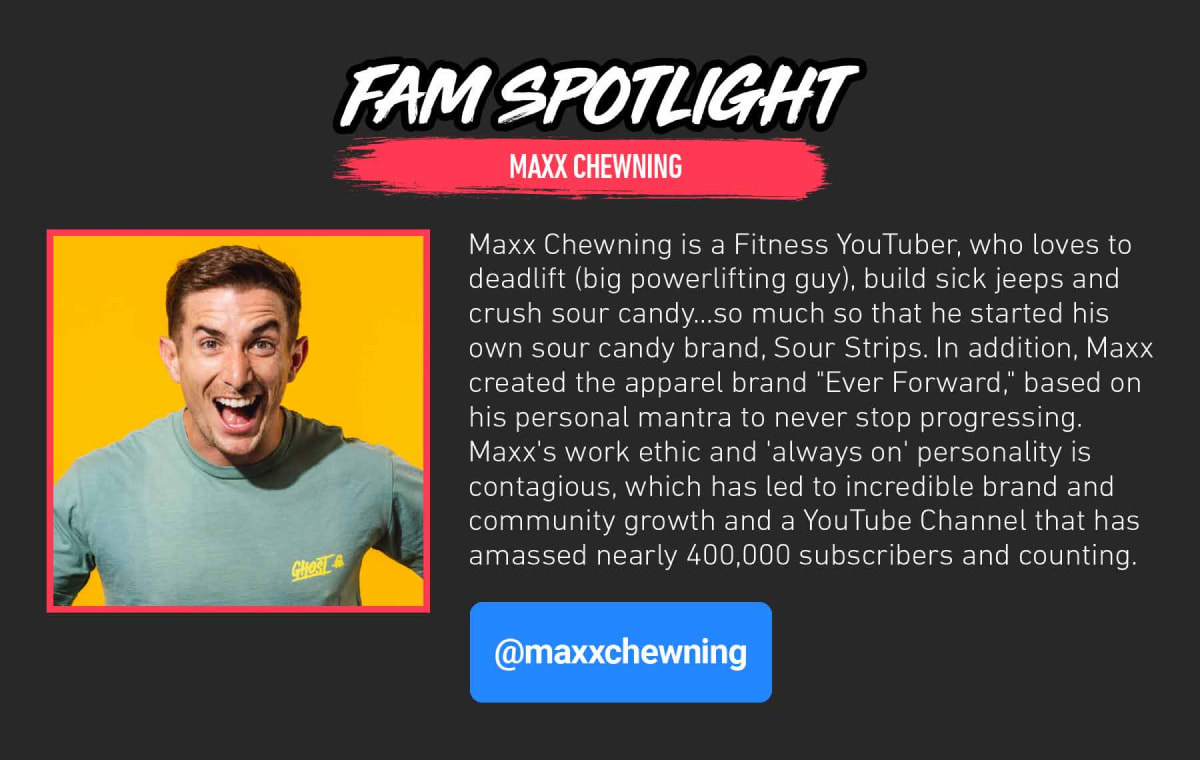 FAM SPOTLIGHT
MAXX CHEWNING
Maxx Chewning is a Fitness YouTuber, who loves to
deadlift (big powerlifting guy), build sick jeeps and
crush sour candy...so much so that he started his
own sour candy brand, Sour Strips. In addition, Maxx
created the apparel brand "Ever Forward," based on
his personal mantra to never stop progressing.
Maxx's work ethic and 'always on' personality is
contagious, which has led to incredible brand and
community growth and a YouTube Channel that has
amassed nearly 400,000 subscribers and counting.
GHOST
@maxxchewning